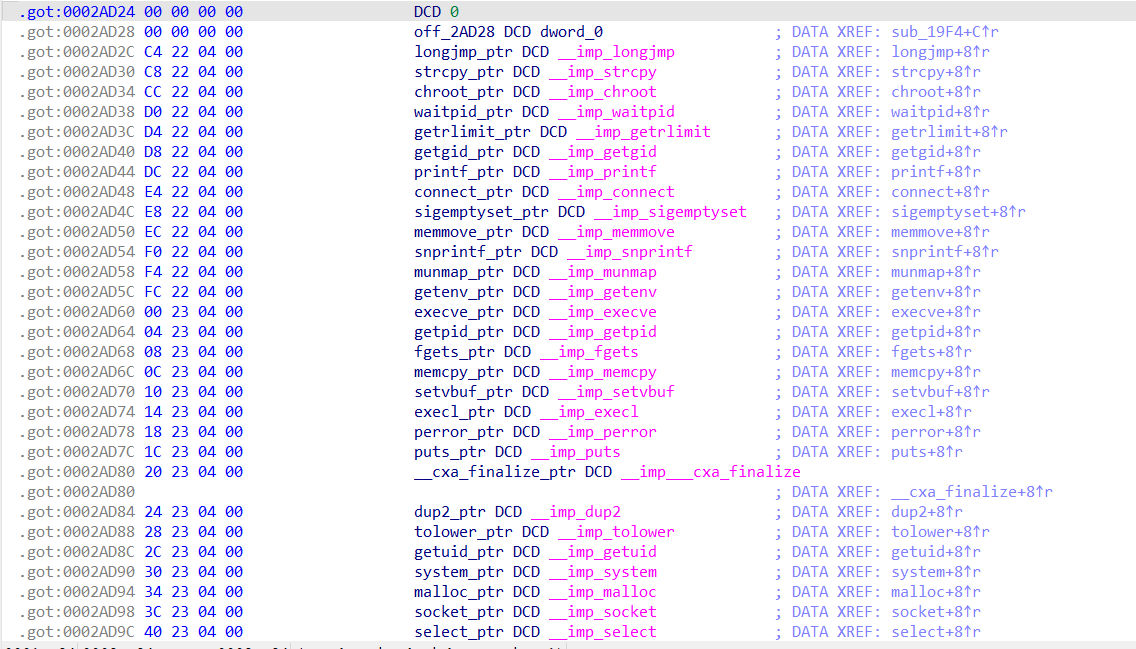 .got:0002AD24 00 00 00 00 DCD 0
.got:0002AD28 00 00 00 00 off_2AD28 DCD dword_0 ; DATA XREF: sub_19F4+C↑r
.got:0002AD2C C4 22 04 00 longjmp_ptr DCD __imp_longjmp ; DATA XREF: longjmp+8↑r
.got:0002AD30 C8 22 04 00 strcpy_ptr DCD __imp_strcpy ; DATA XREF: strcpy+8↑r
.got:0002AD34 CC 22 04 00 chroot_ptr DCD __imp_chroot ; DATA XREF: chroot+8↑r
.got:0002AD38 D0 22 04 00 waitpid_ptr DCD __imp_waitpid ; DATA XREF: waitpid+8↑r
.got:0002AD3C D4 22 04 00 getrlimit_ptr DCD __imp_getrlimit ; DATA XREF: getrlimit+8↑r
.got:0002AD40 D8 22 04 00 getgid_ptr DCD __imp_getgid ; DATA XREF: getgid+8↑r
.got:0002AD44 DC 22 04 00 printf_ptr DCD __imp_printf ; DATA XREF: printf+8↑r
.got:0002AD48 E4 22 04 00 connect_ptr DCD __imp_connect ; DATA XREF: connect+8↑r
.got:0002AD4C E8 22 04 00 sigemptyset_ptr DCD __imp_sigemptyset ; DATA XREF: sigemptyset+8↑r
.got:0002AD50 EC 22 04 00 memmove_ptr DCD __imp_memmove ; DATA XREF: memmove+8↑r
.got:0002AD54 F0 22 04 00 snprintf_ptr DCD __imp_snprintf ; DATA XREF: snprintf+8↑r
.got:0002AD58 F4 22 04 00 munmap_ptr DCD __imp_munmap ; DATA XREF: munmap+8↑r
.got:0002AD5C FC 22 04 00 getenv_ptr DCD __imp_getenv ; DATA XREF: getenv+8↑r
.got:0002AD60 00 23 04 00 execve_ptr DCD __imp_execve ; DATA XREF: execve+8↑r
.got:0002AD64 04 23 04 00 getpid_ptr DCD __imp_getpid ; DATA XREF: getpid+8↑r
.got:0002AD68 08 23 04 00 fgets_ptr DCD __imp_fgets ; DATA XREF: fgets+8↑r
.got:0002AD6C 0C 23 04 00 memcpy_ptr DCD __imp_memcpy ; DATA XREF: memcpy+8↑r
.got:0002AD70 10 23 04 00 setvbuf_ptr DCD __imp_setvbuf ; DATA XREF: setvbuf+8↑r
.got:0002AD74 14 23 04 00 execl_ptr DCD __imp_execl ; DATA XREF: execl+8↑r
.got:0002AD78 18 23 04 00 perror_ptr DCD __imp_perror ; DATA XREF: perror+8↑r
.got:0002AD7C 1C 23 04 00 puts_ptr DCD __imp_puts ; DATA XREF: puts+8↑r
.got:0002AD80 20 23 04 00 __cxa_finalize_ptr DCD __imp___cxa_finalize
.got:0002AD80 ; DATA XREF: __cxa_finalize+8↑r
.got:0002AD84 24 23 04 00 dup2_ptr DCD __imp_dup2 ; DATA XREF: dup2+8↑r
.got:0002AD88 28 23 04 00 tolower_ptr DCD __imp_tolower ; DATA XREF: tolower+8↑r
.got:0002AD8C 2C 23 04 00 getuid_ptr DCD __imp_getuid ; DATA XREF: getuid+8↑r
.got:0002AD90 30 23 04 00 system_ptr DCD __imp_system ; DATA XREF: system+8↑r
.got:0002AD94 34 23 04 00 malloc_ptr DCD __imp_malloc ; DATA XREF: malloc+8↑r
.got:0002AD98 3C 23 04 00 socket_ptr DCD __imp_socket ; DATA XREF: socket+8↑r
.got:0002AD9C 40 23 04 00 select_ptr DCD __imp_select ; DATA XREF: select+8↑r